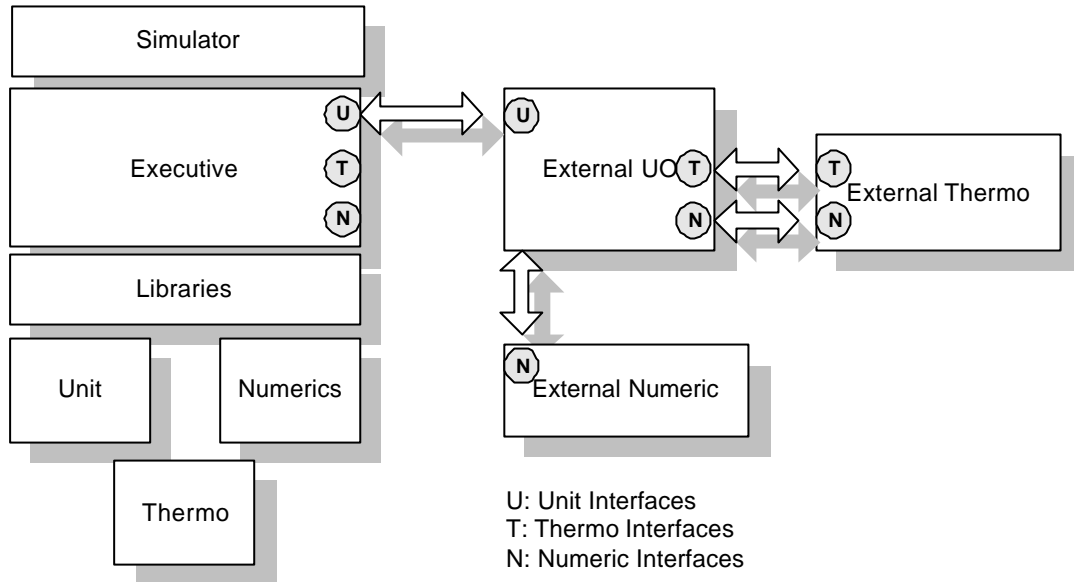 Simulator
Executive
U
T
N
U
External UO
T
N
T
External Thermo
N
Libraries
Unit
Numerics
Thermo
N
External Numeric
U: Unit Interfaces
T: Thermo Interfaces
N: Numeric Interfaces